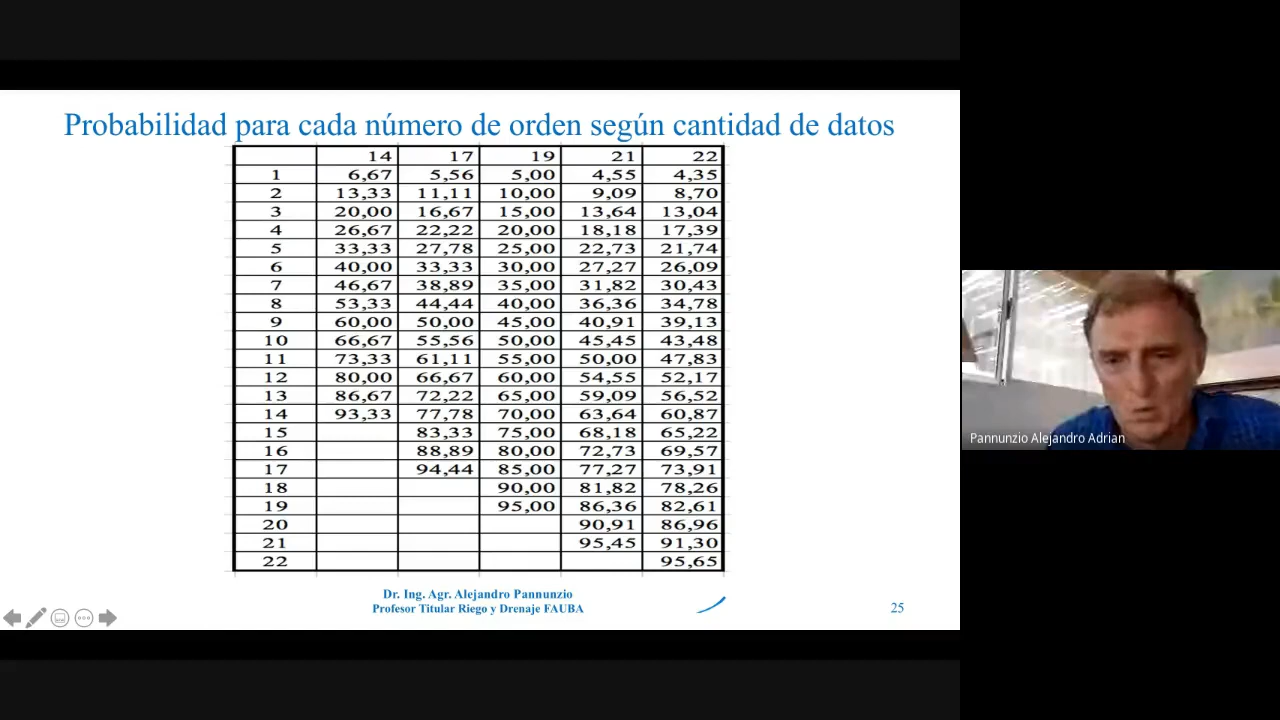 Probabilidad para cada número de orden según cantidad de datos
14 17 19 21 22
1 6,67 5,56 5,00 4,55 4,35
2 13,33 11,11 10,00 9,09 8,70
3 20,00 16,67 15,00 13,64 13,04
4 26,67 22,22 20,00 18,18 17,39
5 33,33 27,78 25,00 22,73 21,74
6 40,00 33,33 30,00 27,27 26,09
7 46,67 38,89 35,00 31,82 30,43
8 53,33 44,44 40,00 36,36 34,78
9 60,00 50,00 45,00 40,91 39,13
10 66,67 55,56 50,00 45,45 43,48
11 73,33 61,11 55,00 50,00 47,83
12 80,00 66,67 60,00 54,55 52,17
13 86,67 72,22 65,00 59,09 56,52
14 93,33 77,78 70,00 63,64 60,87
15 83,33 75,00 68,18 65,22
16 88,89 80,00 72,73 69,57
17 94,44 85,00 77,27 73,91
18 90,00 81,82 78,26
19 95,00 86,36 82,61
20 90,91 86,96
21 95,45 91,30
22 95,65
Dr. Ing. Agr. Alejandro Pannunzio
Profesor Titular Riego y Drenaje FAUBA
25
Pannunzio Alejandro Adrian